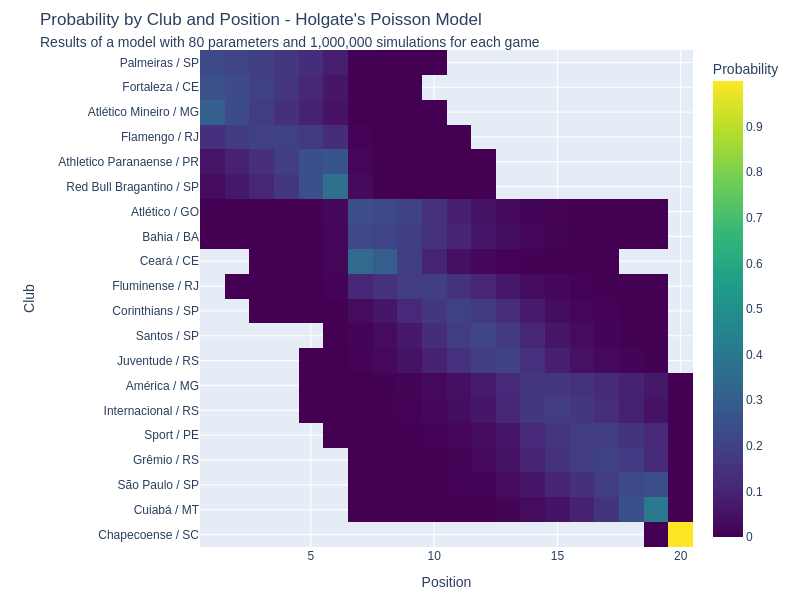 Probability by Club and Position - Holgate's Poisson Model
Results of a model with 80 parameters and 1,000,000 simulations for each game
Probability
Palmeiras / SP
Fortaleza / CE
Atlético Mineiro / MG
Flamengo / RJ
Athletico Paranaense / PR
Red Bull Bragantino / SP
Atlético / GO
Bahia / BA
Ceará / CE
Fluminense / RJ
Corinthians / SP
Santos / SP
Juventude / RS
América / MG
Internacional / RS
Sport / PE
Grêmio / RS
São Paulo / SP
Cuiabá / MT
Chapecoense / SC
Club
5
10
15
20
Position
0.9
0.8
0.7
0.6
0.5
0.4
0.3
0.2
0.1
0